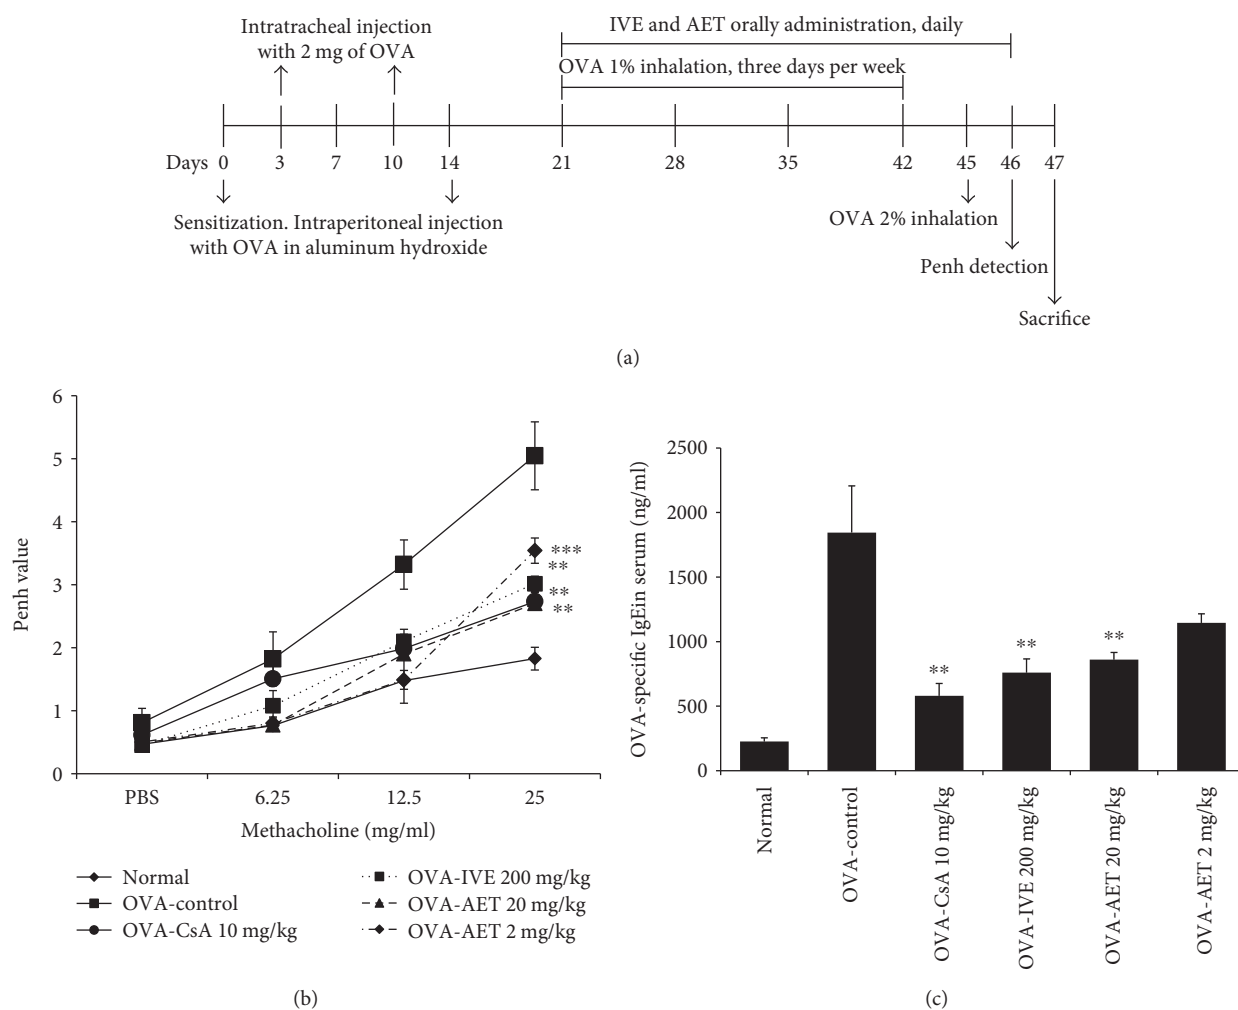 Intratracheal injection
with 2 mg of OVA
IVE and AET orally administration, daily
OVA 1% inhalation, three days per week
Days 0 3 7 10 14 21 28 35 42 45 46 47
Sensitization. Intraperitoneal injection
with OVA in aluminum hydroxide
OVA 2% inhalation
Penh detection
Sacrifice
(a)
Penh value
6
5
4
3
2
1
0
***
**
**
**
PBS 6.25 12.5 25
Methacholine (mg/ml)
Normal
OVA-control
OVA-CsA 10 mg/kg
OVA-IVE 200 mg/kg
OVA-AET 20 mg/kg
OVA-AET 2 mg/kg
(b)
OVA-specific IgEin serum (ng/ml)
2500
2000
1500
1000
500
0
** ** **
Normal
OVA-control
OVA-CsA 10 mg/kg
OVA-IVE 200 mg/kg
OVA-AET 20 mg/kg
OVA-AET 2 mg/kg
(c)